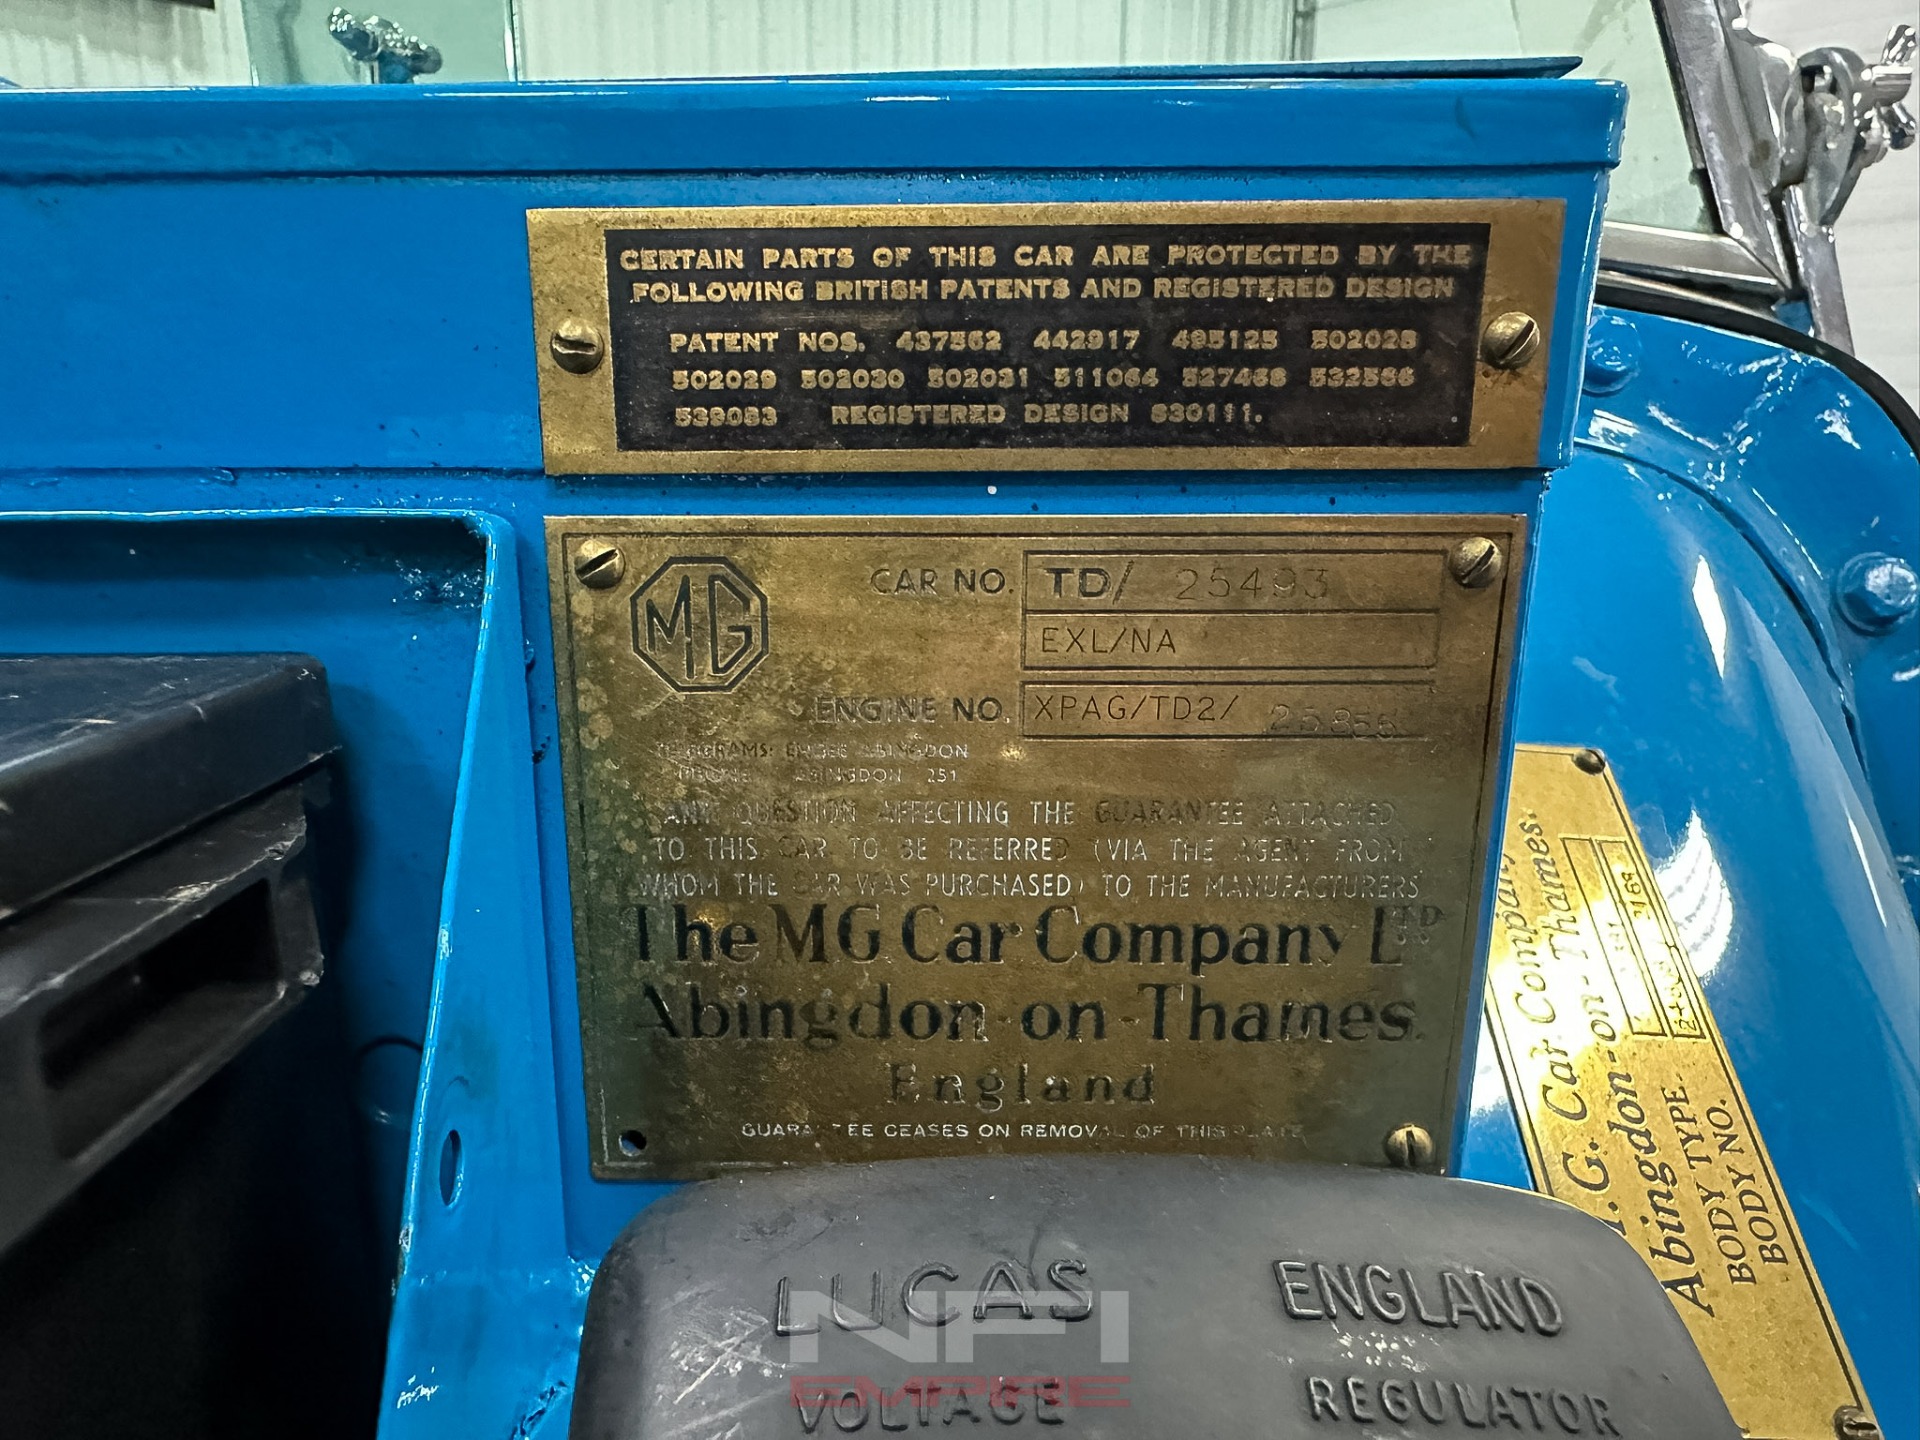 CERTAIN PARTS OF THIS CAR ARE PROTECTED BY THE
FOLLOWING BRITISH PATENTS AND REGISTERED DESIGN
PATENT NOS. 437562 442917 495125 502028
502029 502030 502031 511064 527468 532566
539083 REGISTERED DESIGN 830111.
MG
CAR NO. TD/ 25493
EXL/NA
ENGINE NO. XPAG/TD2/
TELEGRAMS: EMGEE ABINGDON
PHONE ABINGDON 251
ANY QUESTION AFFECTING THE GUARANTEE ATTACHED
TO THIS CAR TO BE REFERRED (VIA THE AGENT FROM
WHOM THE CAR WAS PURCHASED) TO THE MANUFACTURERS
The MG Car Company LTD
Abingdon-on-Thames.
England
GUARANTEE CEASES ON REMOVAL OF THIS PLATE
G. Car Company,
Abingdon-on-Thames.
BODY TYPE.
BODY NO.
LUCAS ENGLAND
VOLTAGE REGULATOR
NFI
EMPIRE